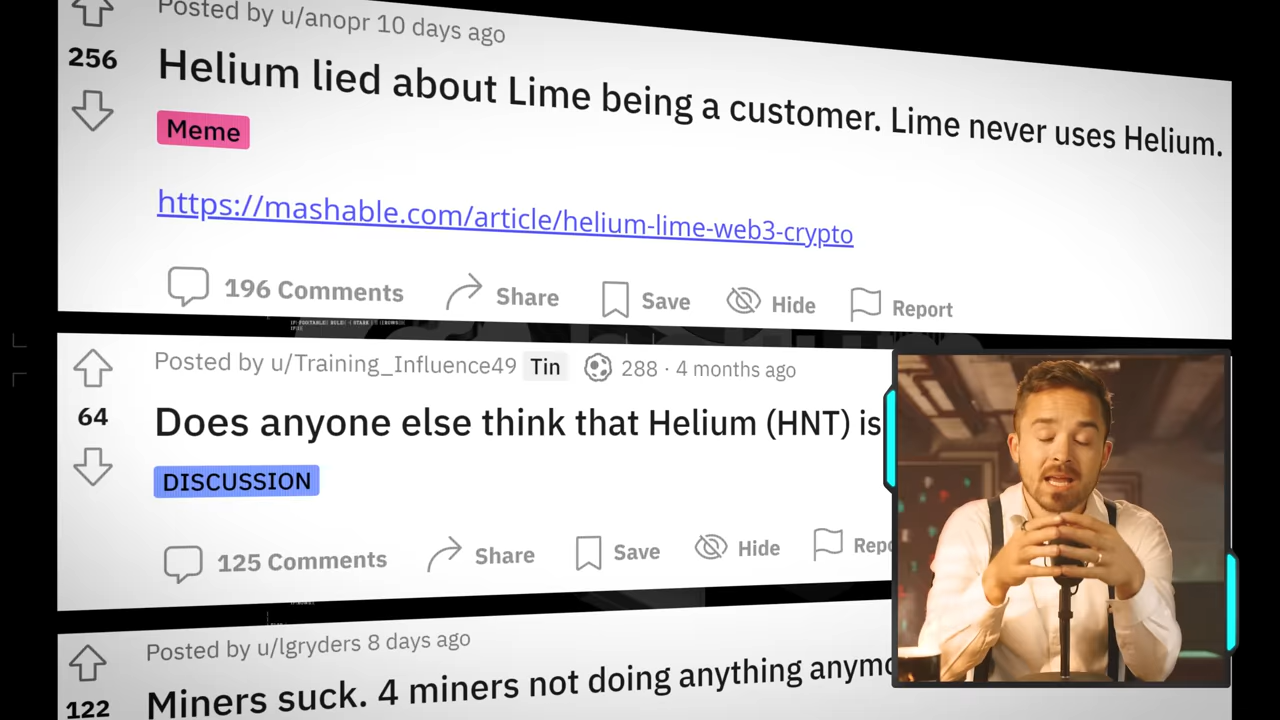 Posted by u/anopr 10 days ago
256
Helium lied about Lime being a customer. Lime never uses Helium.
Meme
https://mashable.com/article/helium-lime-web3-crypto
196 Comments Share Save Hide Report
Posted by u/Training_Influence49 Tin 288 · 4 months ago
64
Does anyone else think that Helium (HNT) is
DISCUSSION
125 Comments Share Save Hide Repo
Posted by u/lgryders 8 days ago
122
Miners suck. 4 miners not doing anything anymo